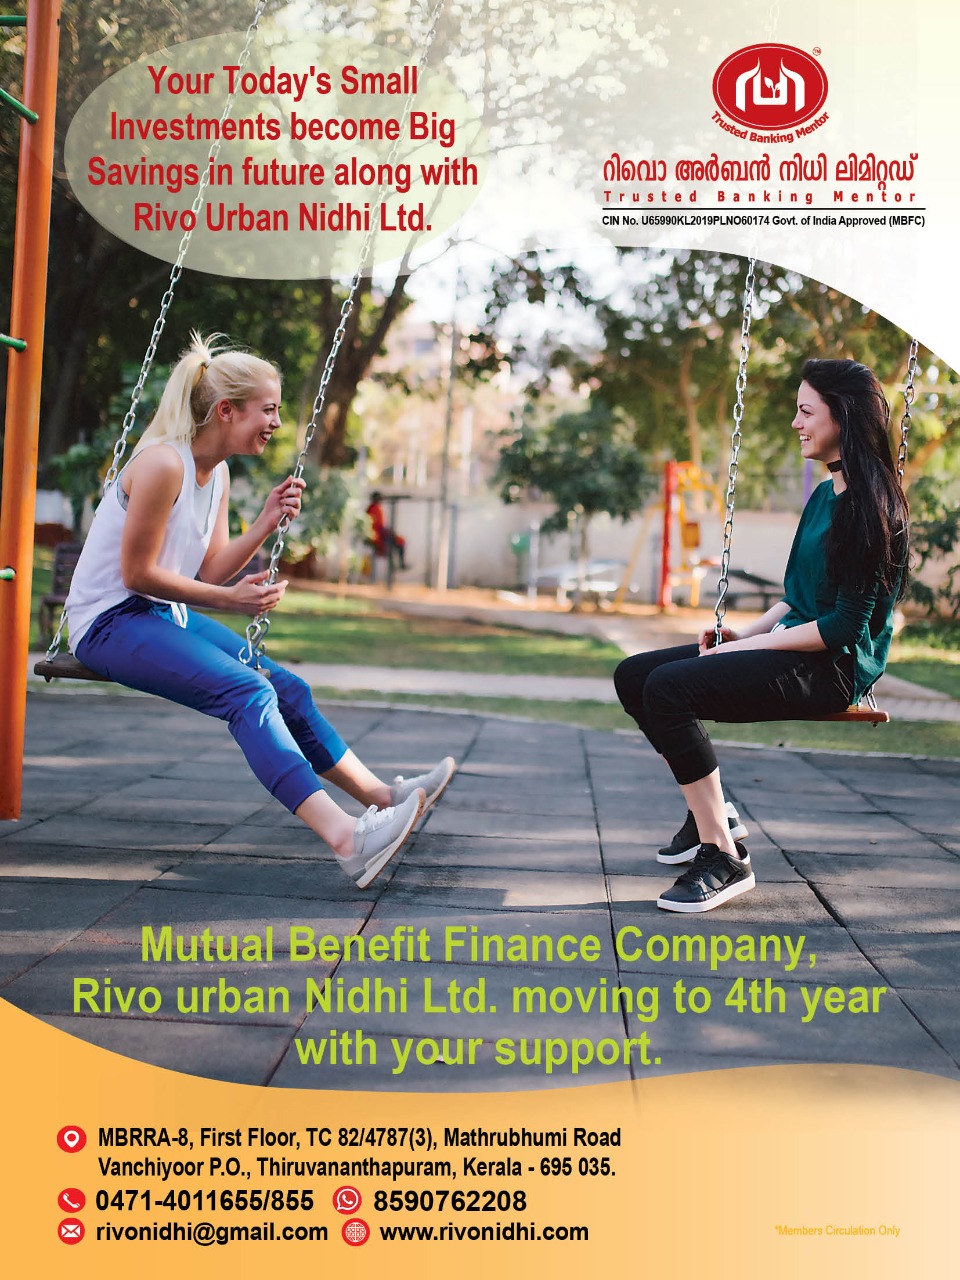 Your Today's Small
Investments become Big
Savings in future along with
Rivo Urban Nidhi Ltd.
TM
Trusted Banking Mentor
റിവൊ അർബൻ നിധി ലിമിറ്റഡ്
Trusted Banking Mentor
CIN No. U65990KL2019PLNO60174 Govt. of India Approved (MBFC)
Mutual Benefit Finance Company,
Rivo urban Nidhi Ltd. moving to 4th year
with your support.
MBRRA-8, First Floor, TC 82/4787(3), Mathrubhumi Road
Vanchiyoor P.O., Thiruvananthapuram, Kerala - 695 035.
0471-4011655/855 8590762208
rivonidhi@gmail.com www.rivonidhi.com
*Members Circulation Only